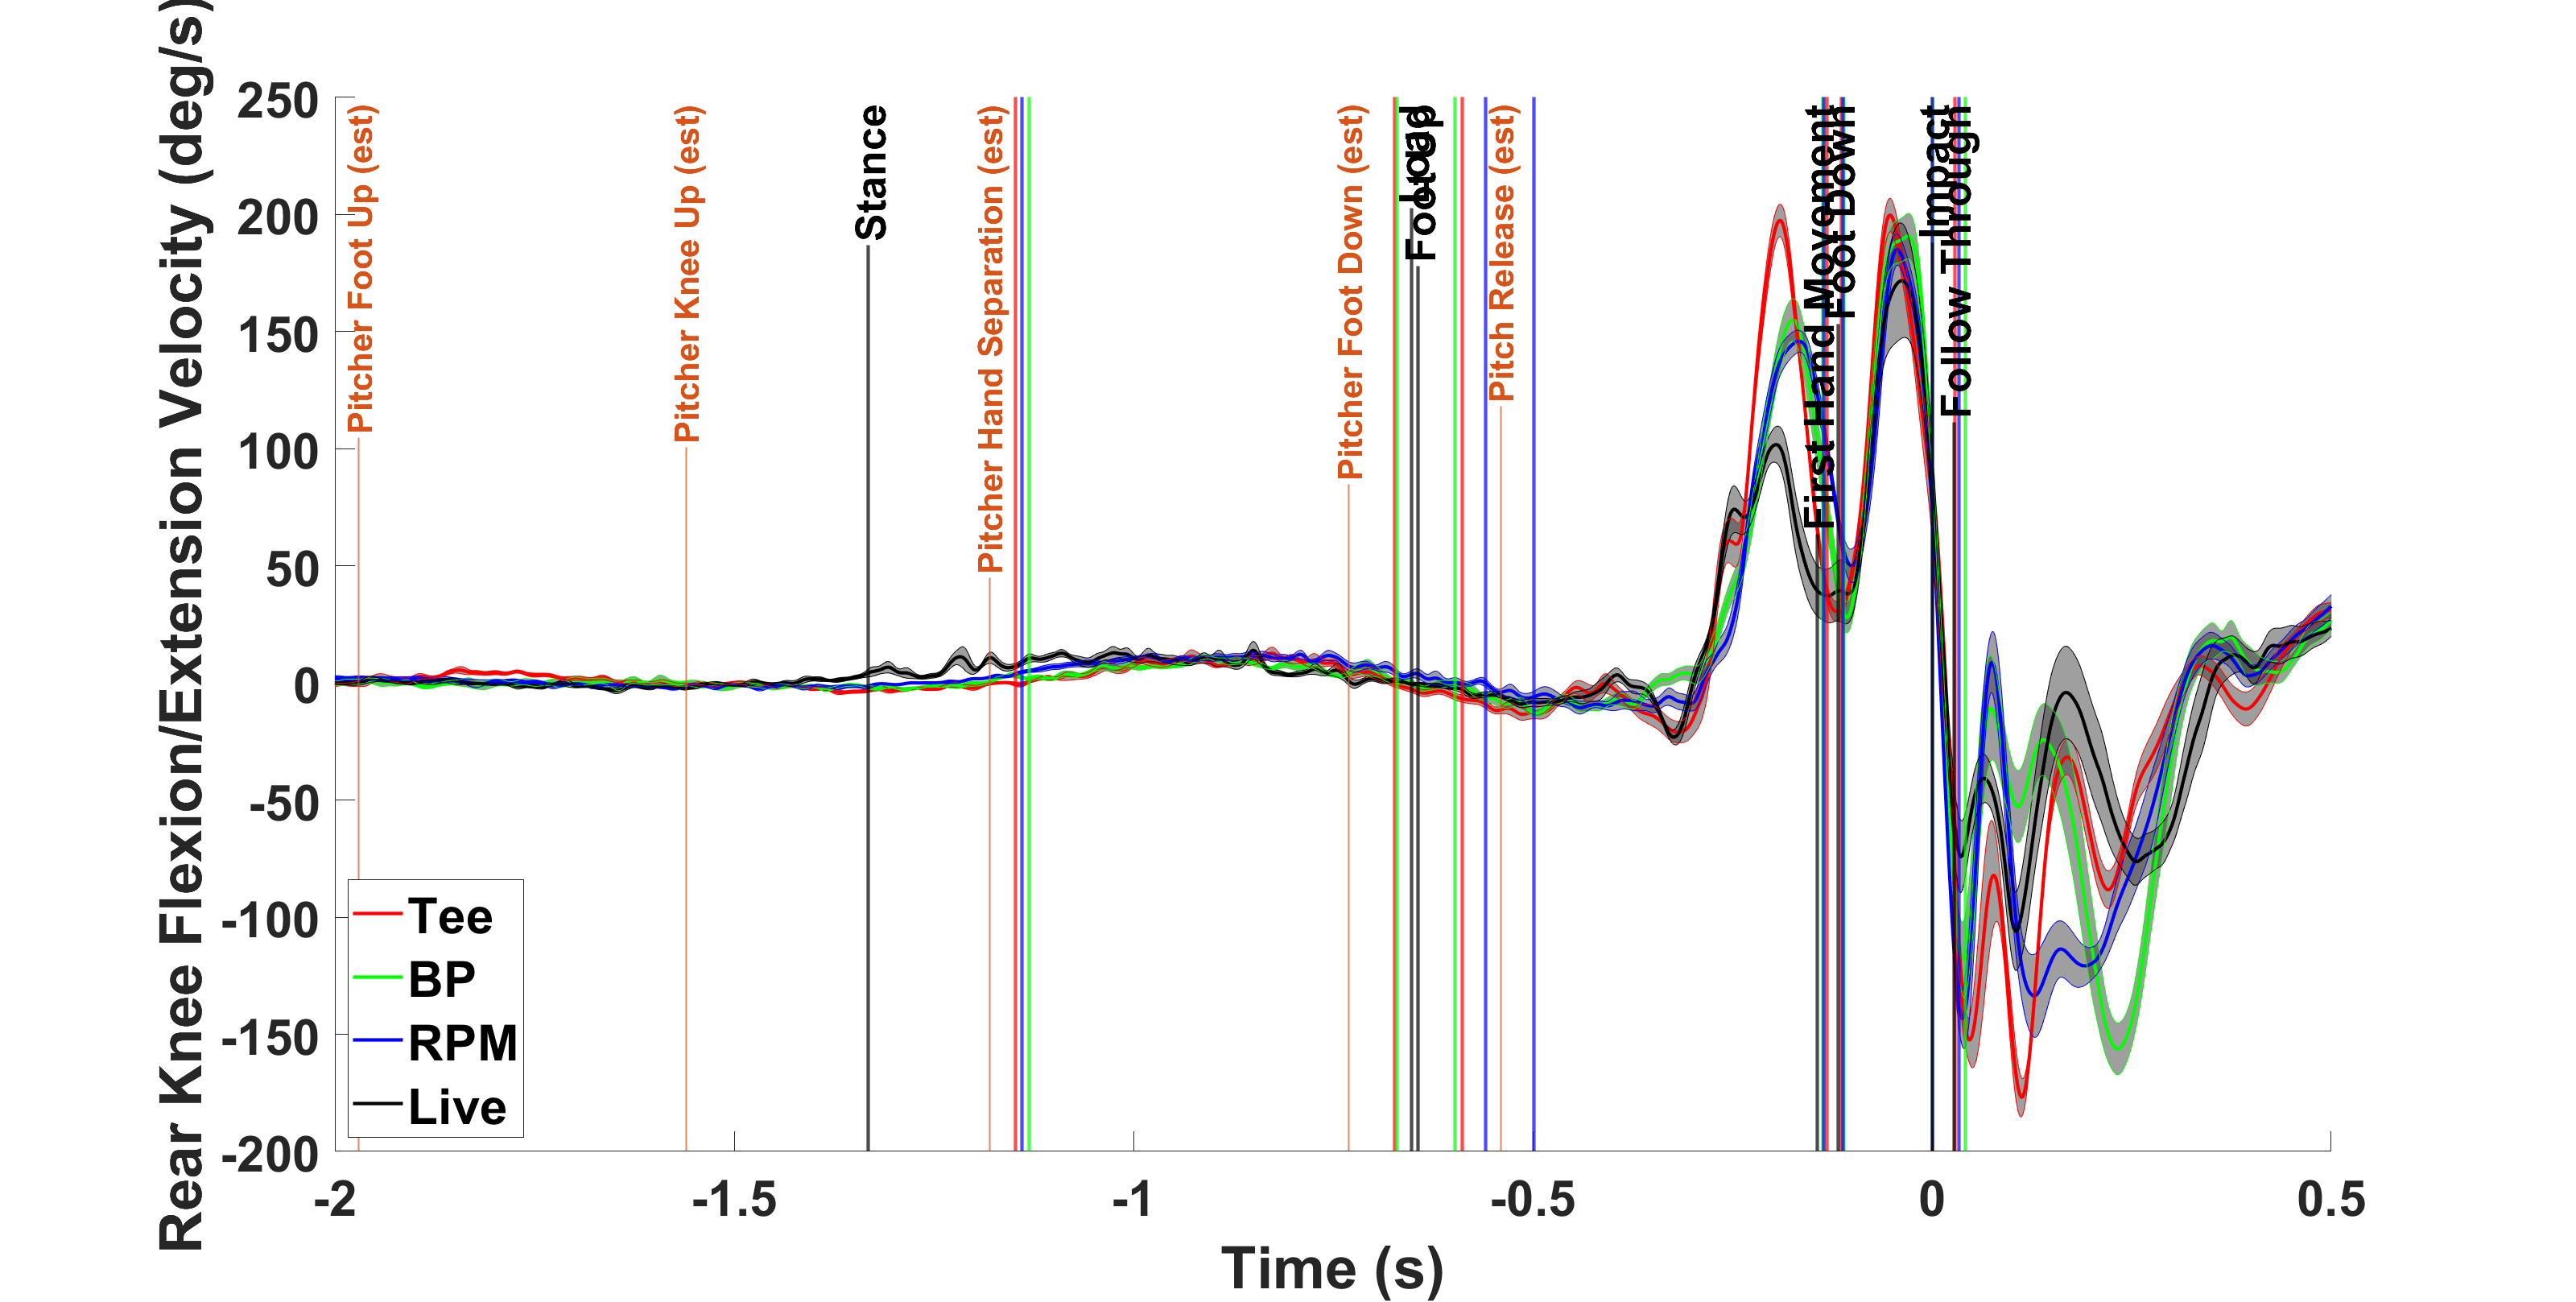 Rear Knee Flexion/Extension Velocity (deg/s)
250
200
150
100
50
0
-50
-100
-150
-200
Pitcher Foot Up (est)
Pitcher Knee Up (est)
Stance
Pitcher Hand Separation (est)
Pitcher Foot Down (est)
Load
Foot Up
Pitch Release (est)
First Hand Movement
Foot Down
Impact
Follow Through
Tee
BP
RPM
Live
-2
-1.5
-1
-0.5
0
0.5
Time (s)